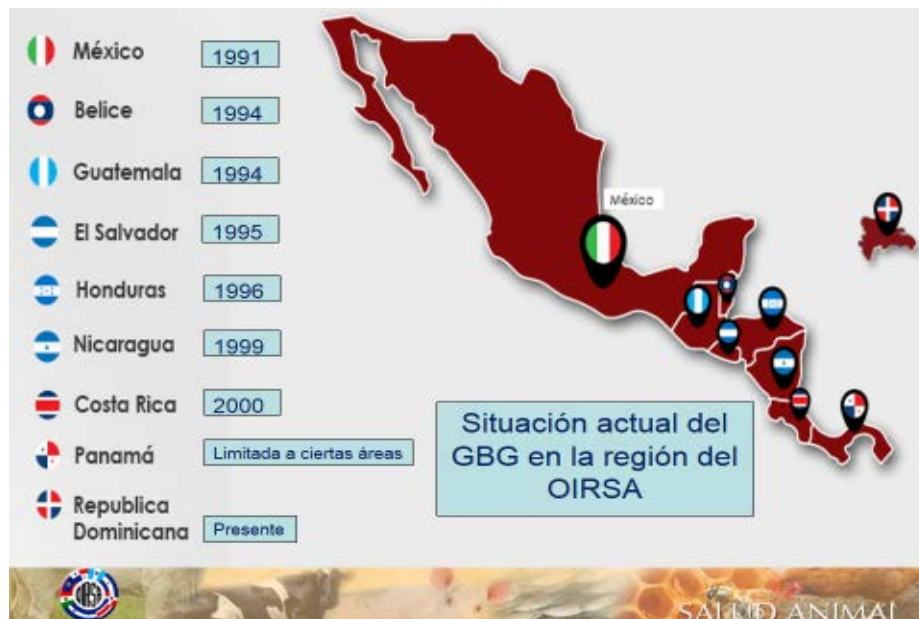 México 1991
Belice 1994
Guatemala 1994
El Salvador 1995
Honduras 1996
Nicaragua 1999
Costa Rica 2000
Panamá Limitada a ciertas áreas
Republica
Dominicana Presente
México
Situación actual del
GBG en la región del
OIRSA
OIRSA
SALUD ANIMAL